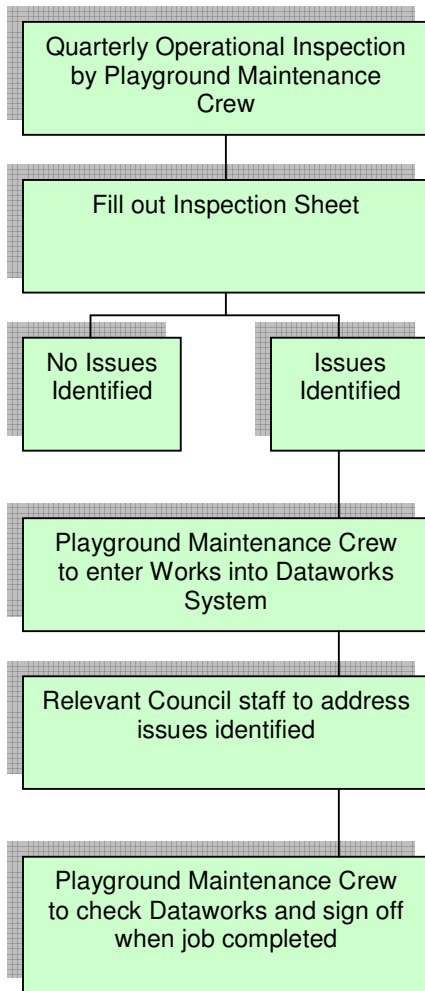 Quarterly Operational Inspection
by Playground Maintenance
Crew
Fill out Inspection Sheet
No Issues
Identified
Issues
Identified
Playground Maintenance Crew
to enter Works into Dataworks
System
Relevant Council staff to address
issues identified
Playground Maintenance Crew
to check Dataworks and sign off
when job completed